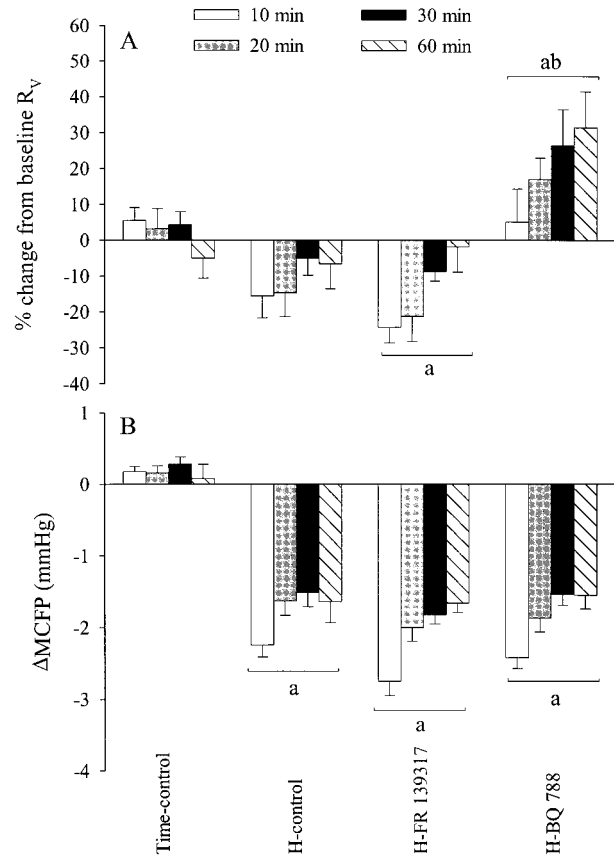 10 min 30 min
20 min 60 min
A
% change from baseline R_V
60
50
40
30
20
10
0
-10
-20
-30
-40
a
ab
B
ΔMCFP (mmHg)
1
0
-1
-2
-3
-4
a
a
a
Time-control
H-control
H-FR 139317
H-BQ 788